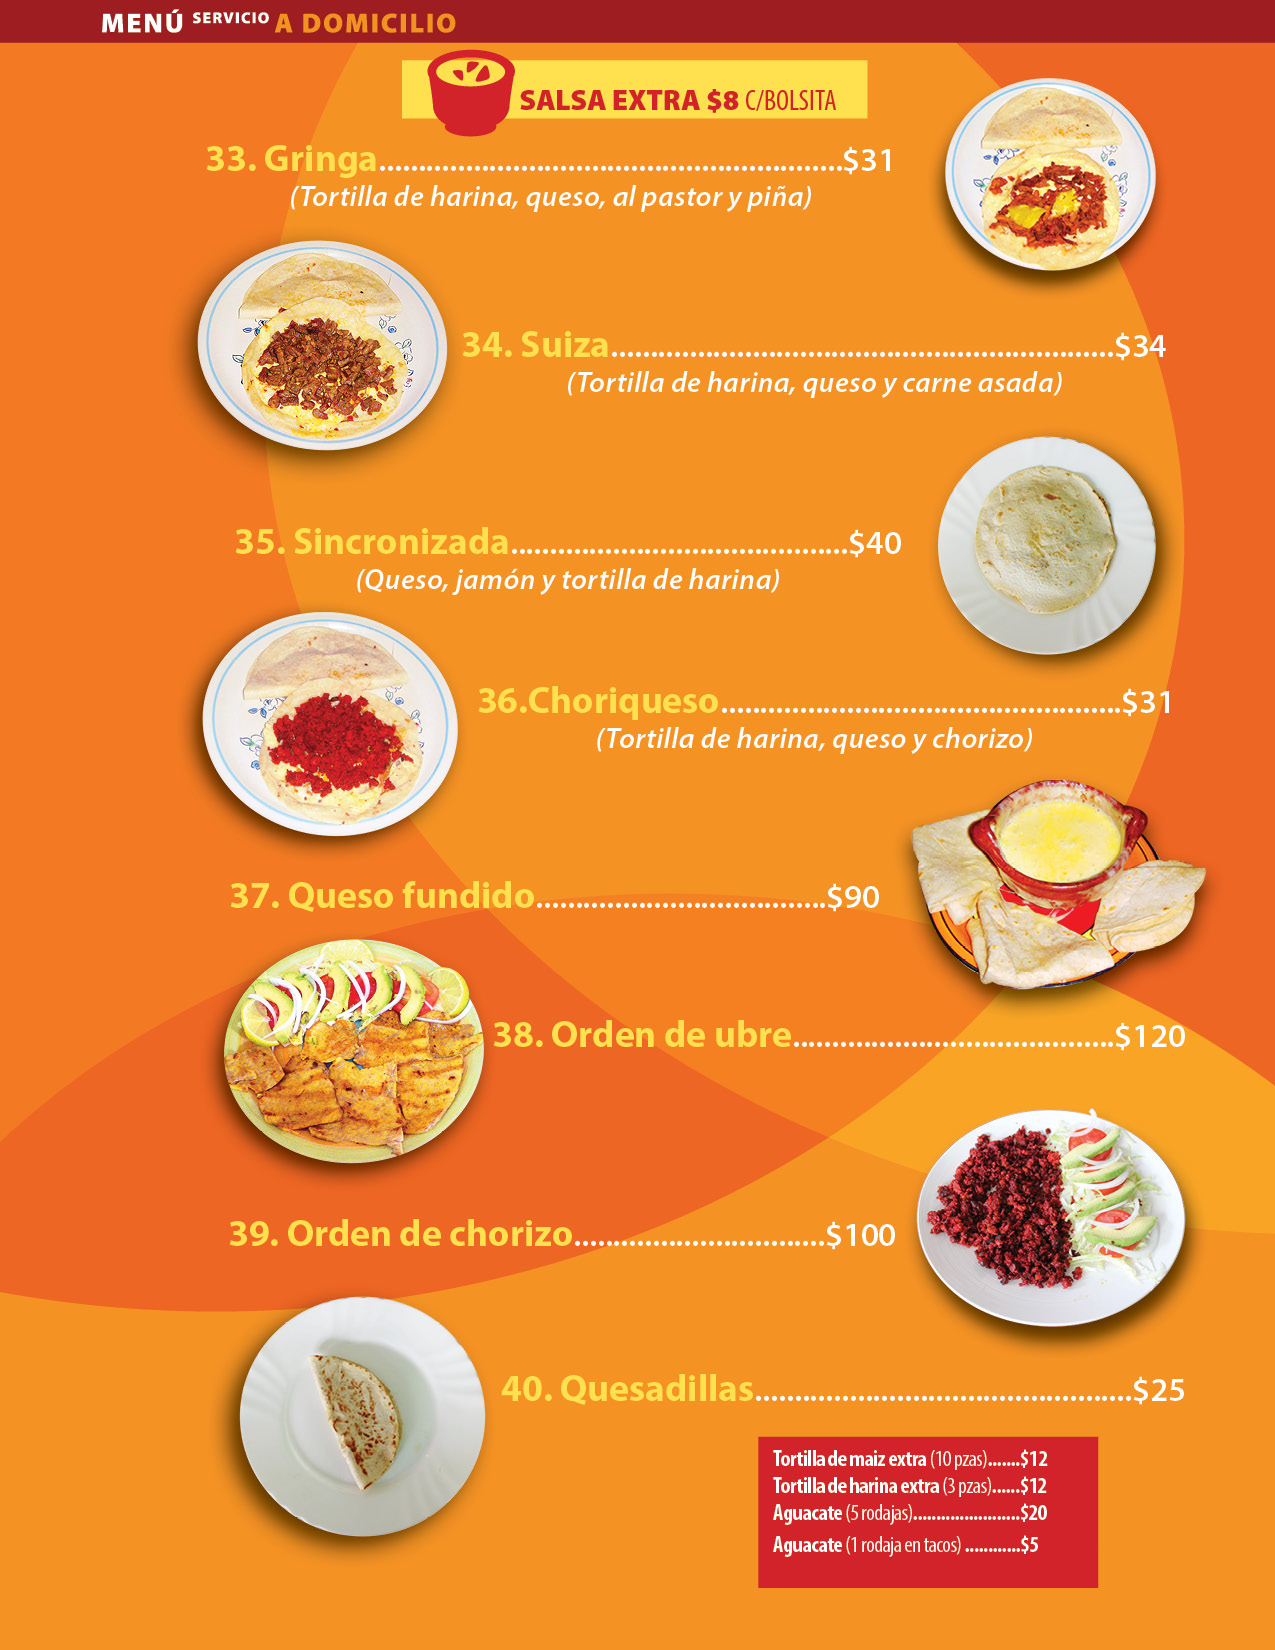 MENÚ SERVICIO A DOMICILIO
SALSA EXTRA $8 C/BOLSITA
33. Gringa...........................................................$31
(Tortilla de harina, queso, al pastor y piña)
34. Suiza................................................................$34
(Tortilla de harina, queso y carne asada)
35. Sincronizada...........................................$40
(Queso, jamón y tortilla de harina)
36.Choriqueso...................................................$31
(Tortilla de harina, queso y chorizo)
37. Queso fundido.....................................$90
38. Orden de ubre.........................................$120
39. Orden de chorizo................................$100
40. Quesadillas................................................$25
Tortilla de maiz extra (10 pzas).......$12
Tortilla de harina extra (3 pzas)......$12
Aguacate (5 rodajas).......................$20
Aguacate (1 rodaja en tacos) ............$5